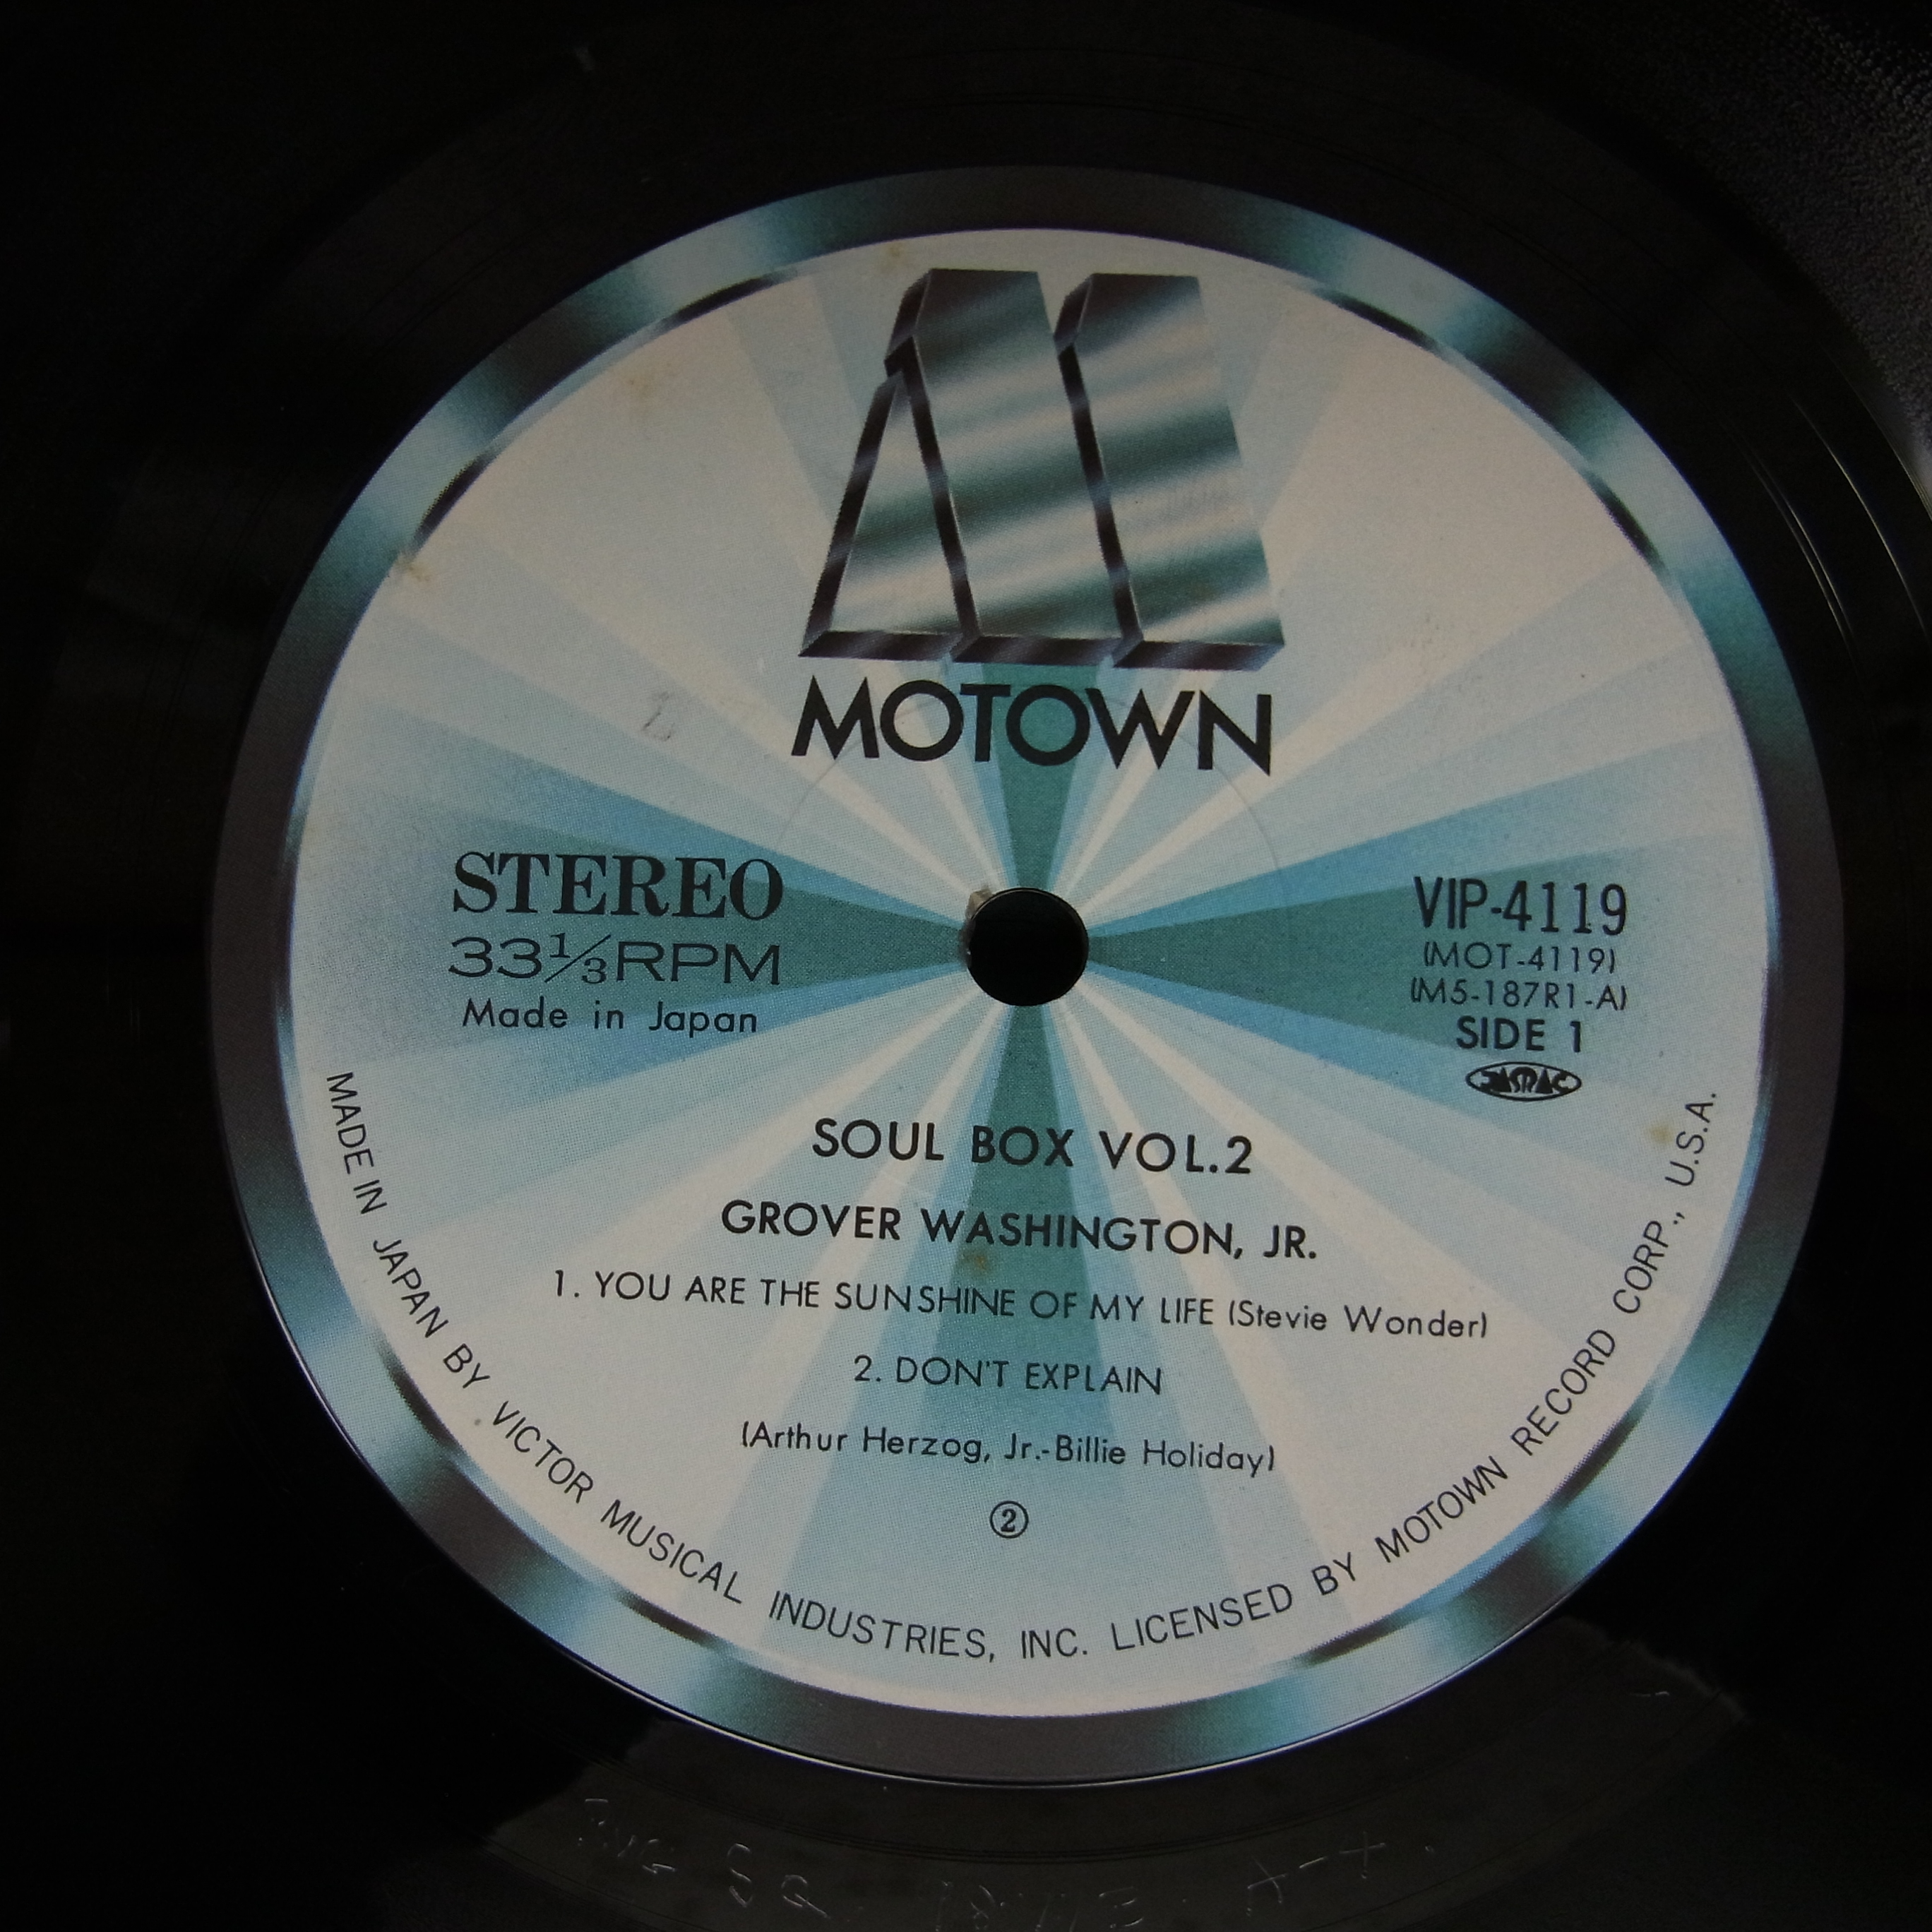 MOTOWN
STEREO
33⅓RPM
Made in Japan
VIP-4119
(MOT-4119)
(M5-187R1-A)
SIDE 1
JASRAC
SOUL BOX VOL.2
GROVER WASHINGTON, JR.
1. YOU ARE THE SUNSHINE OF MY LIFE (Stevie Wonder)
2. DON'T EXPLAIN
(Arthur Herzog, Jr.-Billie Holiday)
②
MADE IN JAPAN BY VICTOR MUSICAL INDUSTRIES, INC. LICENSED BY MOTOWN RECORD CORP., U.S.A.